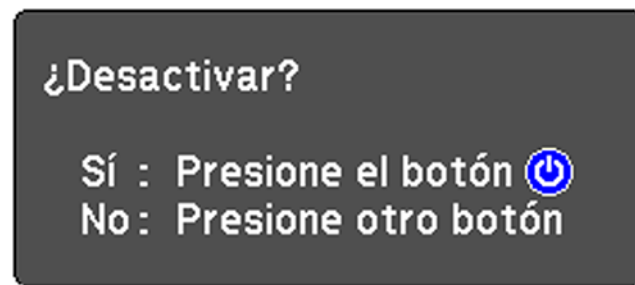 ¿Desactivar?
Sí : Presione el botón
No : Presione otro botón